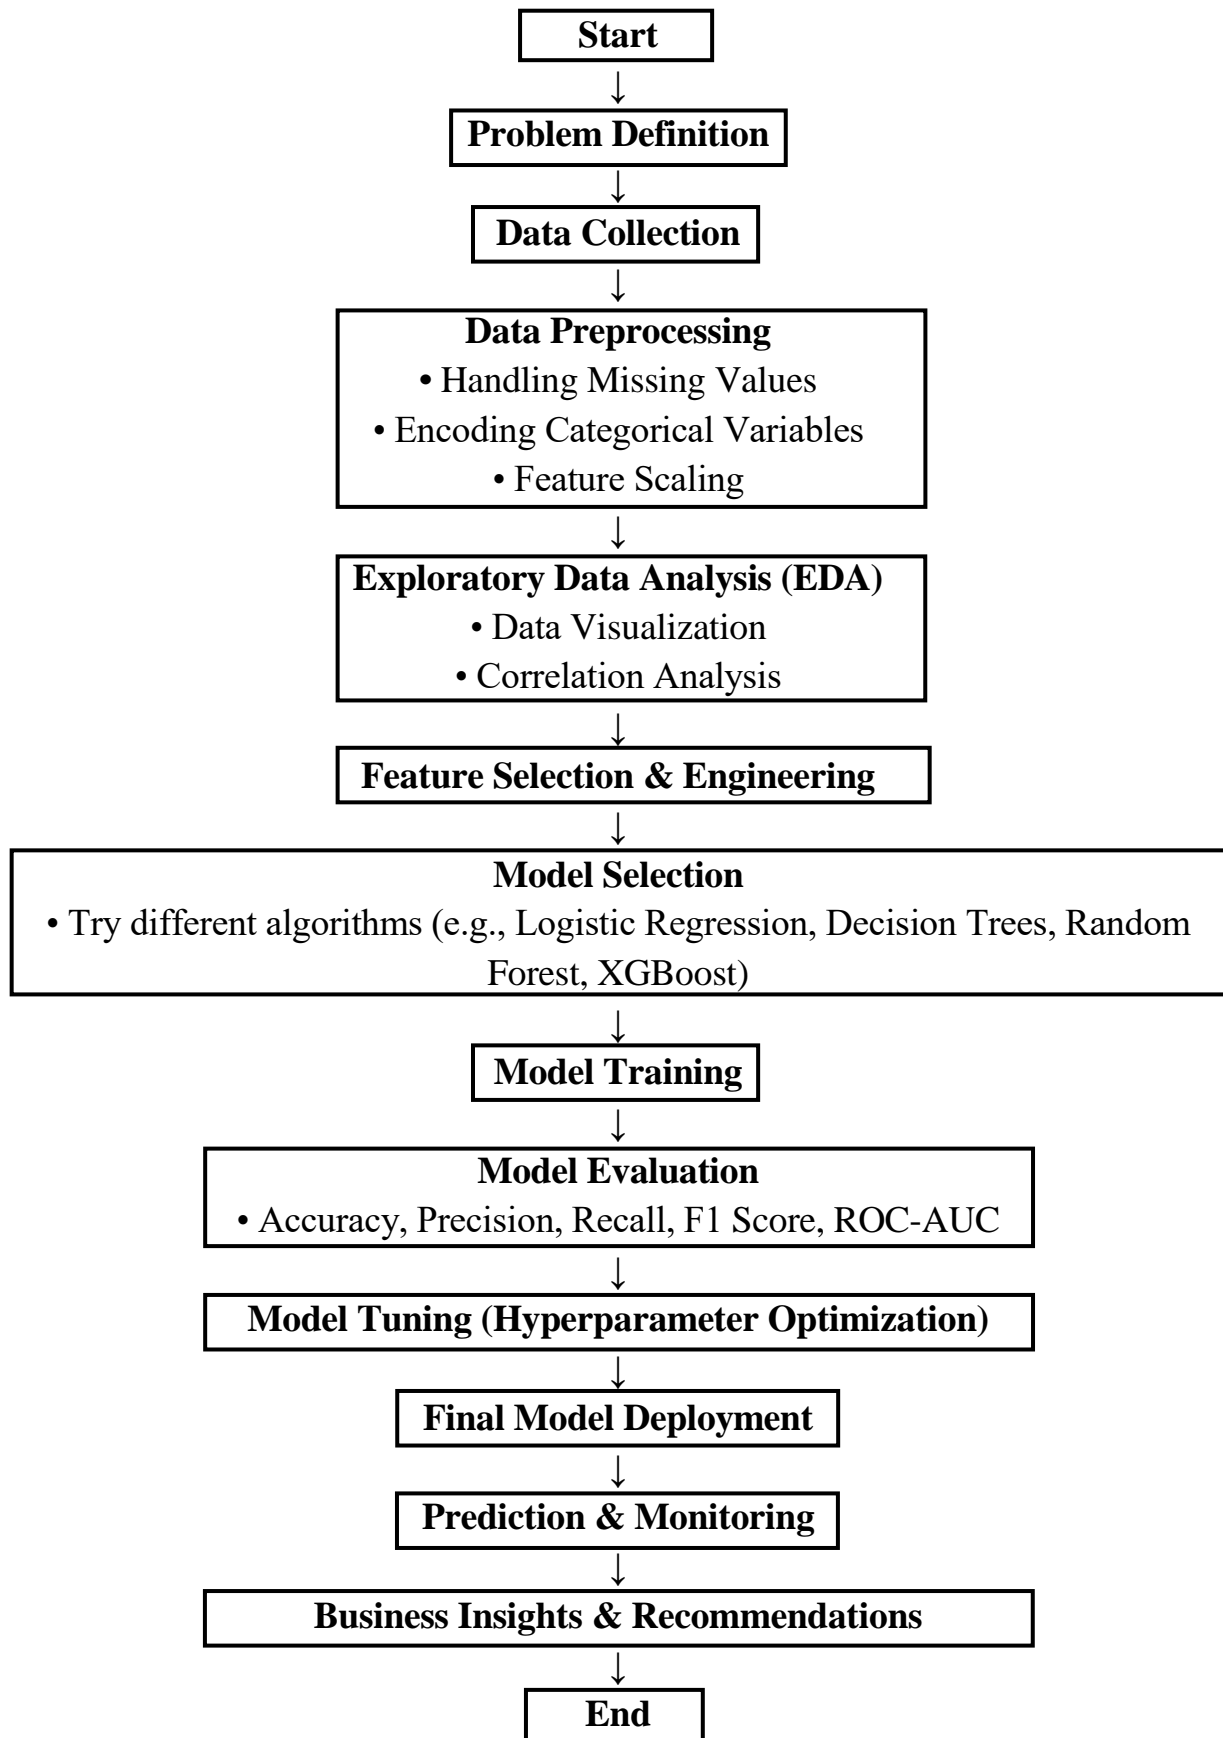 Start
↓
Problem Definition
↓
Data Collection
↓
Data Preprocessing
• Handling Missing Values
• Encoding Categorical Variables
• Feature Scaling
↓
Exploratory Data Analysis (EDA)
• Data Visualization
• Correlation Analysis
↓
Feature Selection & Engineering
↓
Model Selection
• Try different algorithms (e.g., Logistic Regression, Decision Trees, Random
Forest, XGBoost)
↓
Model Training
↓
Model Evaluation
• Accuracy, Precision, Recall, F1 Score, ROC-AUC
↓
Model Tuning (Hyperparameter Optimization)
↓
Final Model Deployment
↓
Prediction & Monitoring
↓
Business Insights & Recommendations
↓
End